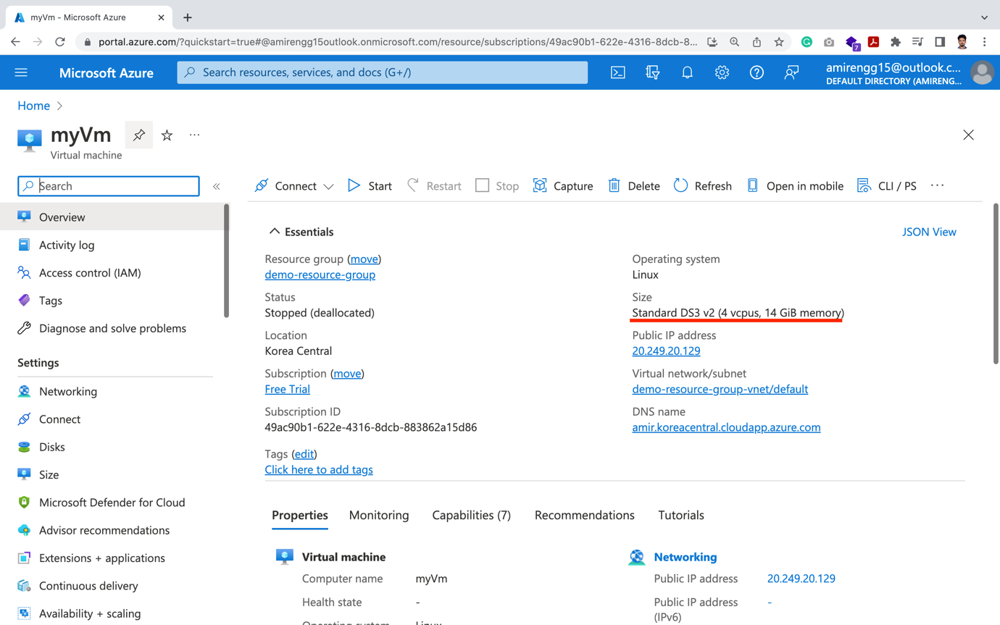 myVm - Microsoft Azure
portal.azure.com/?quickstart=true#@amirengg15outlook.onmicrosoft.com/resource/subscriptions/49ac90b1-622e-4316-8dcb-8...
7
Microsoft Azure
Search resources, services, and docs (G+/)
amirengg15@outlook.c...
DEFAULT DIRECTORY (AMIRENG...
Home
myVm
Virtual machine
Search
Connect Start Restart Stop Capture Delete Refresh Open in mobile CLI / PS
Overview
Activity log
Access control (IAM)
Tags
Diagnose and solve problems
Settings
Networking
Connect
Disks
Size
Microsoft Defender for Cloud
Advisor recommendations
Extensions + applications
Continuous delivery
Availability + scaling
Essentials
JSON View
Resource group (move)
demo-resource-group
Status
Stopped (deallocated)
Location
Korea Central
Subscription (move)
Free Trial
Subscription ID
49ac90b1-622e-4316-8dcb-883862a15d86
Tags (edit)
Click here to add tags
Operating system
Linux
Size
Standard DS3 v2 (4 vcpus, 14 GiB memory)
Public IP address
20.249.20.129
Virtual network/subnet
demo-resource-group-vnet/default
DNS name
amir.koreacentral.cloudapp.azure.com
Properties Monitoring Capabilities (7) Recommendations Tutorials
Virtual machine
Computer name myVm
Health state -
Operating system Linux
Networking
Public IP address 20.249.20.129
Public IP address -
(IPv6)